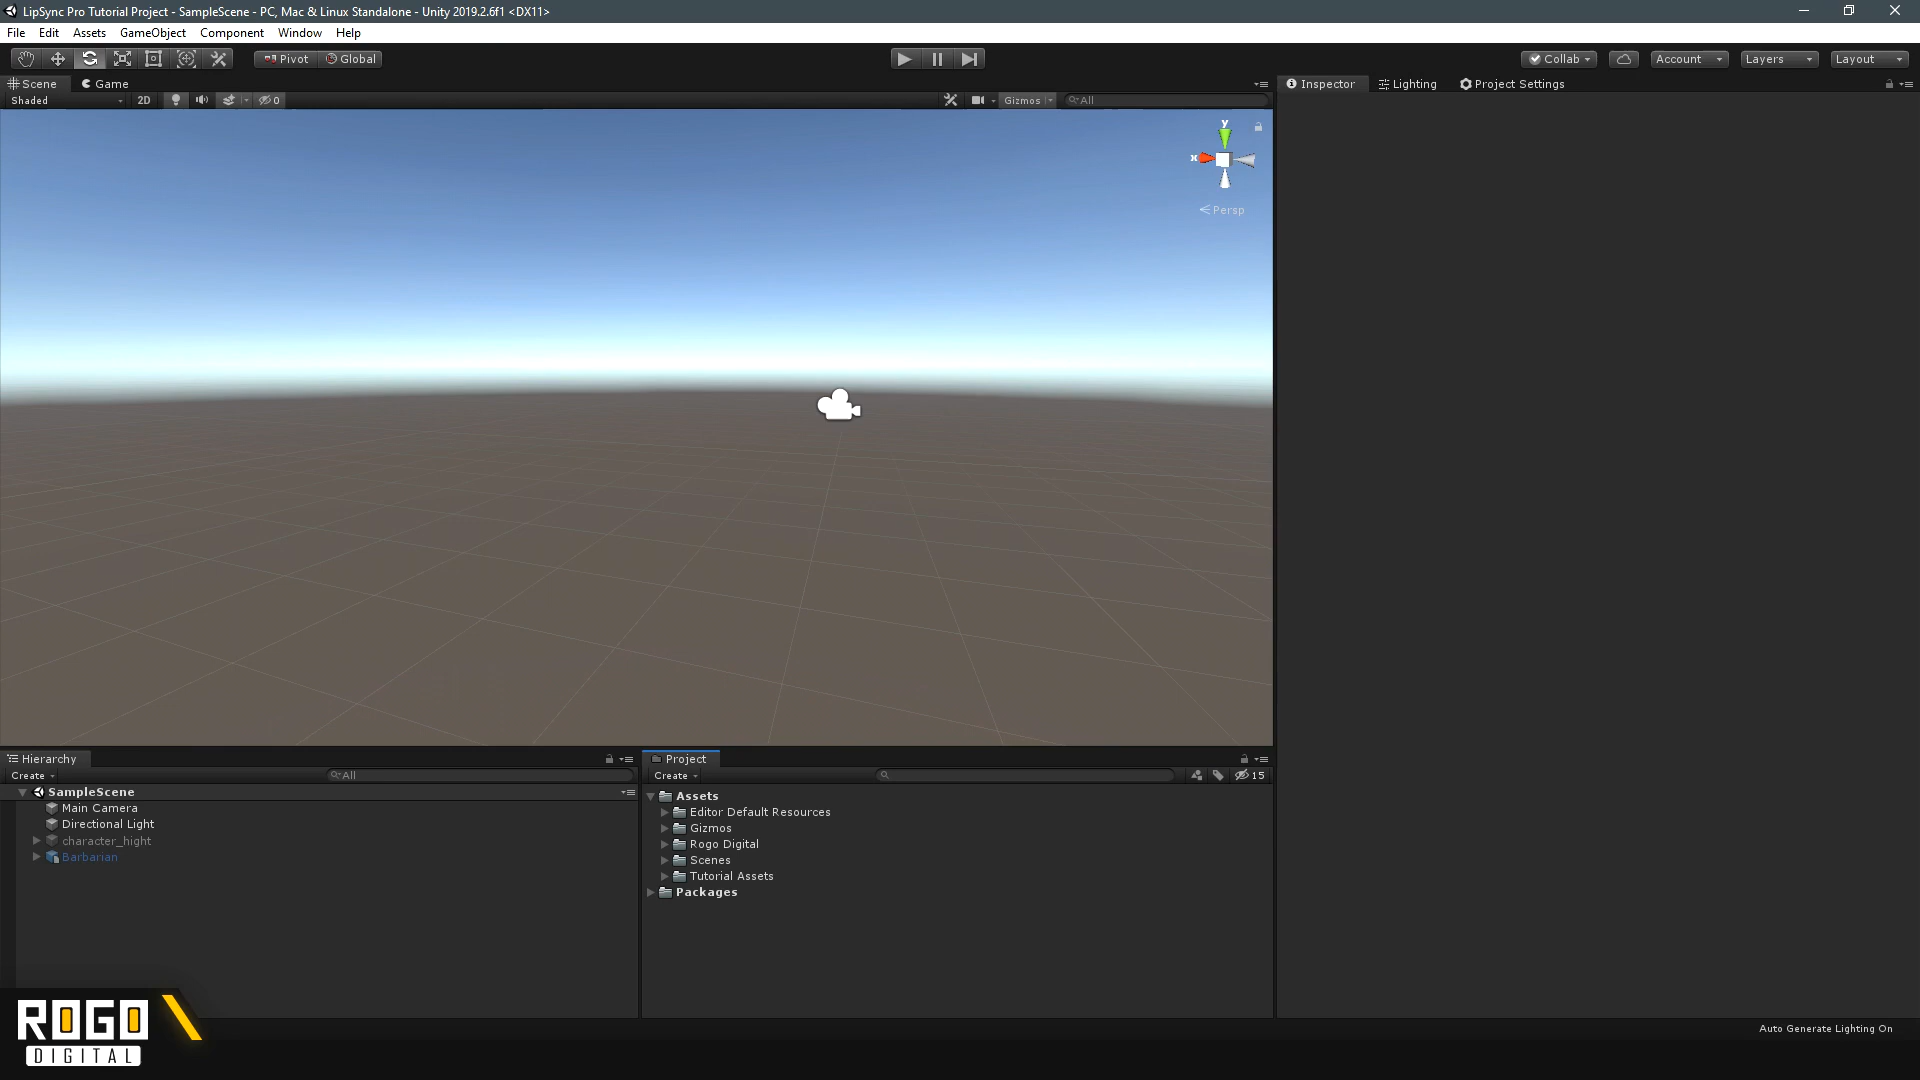 LipSync Pro Tutorial Project - SampleScene - PC, Mac & Linux Standalone - Unity 2019.2.6f1 <DX11>
File Edit Assets GameObject Component Window Help
Pivot Global Collab Account Layers Layout
Scene Game Inspector Lighting Project Settings
Shaded 2D 0 Gizmos All
y
x
Persp
Hierarchy
Create All
SampleScene
Main Camera
Directional Light
character_hight
Barbarian
Project
Create 15
Assets
Editor Default Resources
Gizmos
Rogo Digital
Scenes
Tutorial Assets
Packages
ROGO
DIGITAL
Auto Generate Lighting On